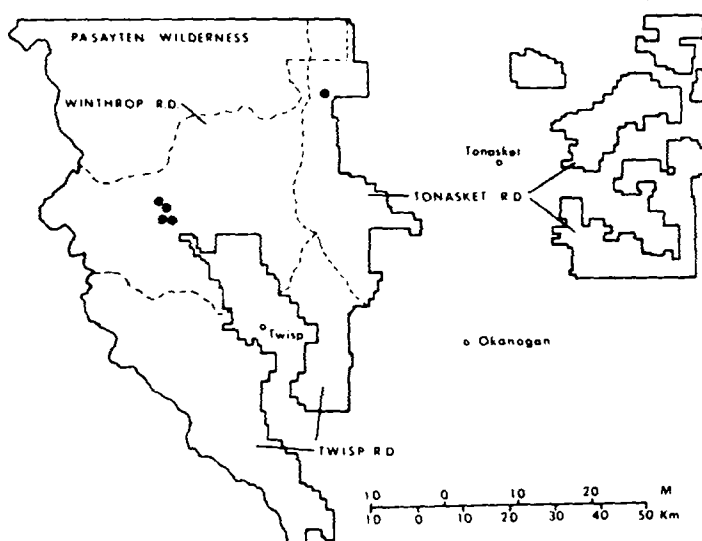 PASAYTEN WILDERNESS
WINTHROP R.D.
Tonasket
TONASKET R.D
Twisp
Okanogan
TWISP R.D
10 0 10 20 M
10 0 10 20 30 40 50 Km